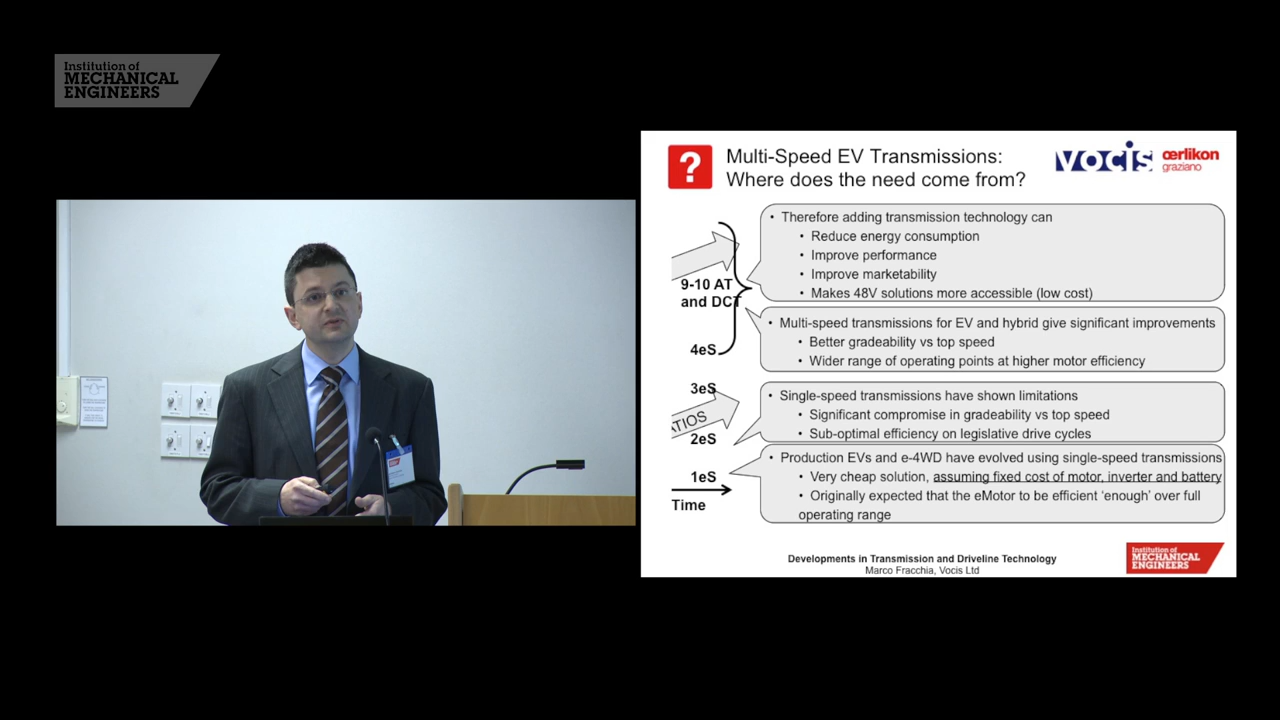 Institution of
MECHANICAL
ENGINEERS
?
Multi-Speed EV Transmissions:
Where does the need come from?
vocis
œrlikon
graziano
• Therefore adding transmission technology can
• Reduce energy consumption
• Improve performance
• Improve marketability
• Makes 48V solutions more accessible (low cost)
9-10 AT
and DCT
• Multi-speed transmissions for EV and hybrid give significant improvements
• Better gradeability vs top speed
• Wider range of operating points at higher motor efficiency
4eS
3eS
• Single-speed transmissions have shown limitations
• Significant compromise in gradeability vs top speed
• Sub-optimal efficiency on legislative drive cycles
ATIOS
2eS
• Production EVs and e-4WD have evolved using single-speed transmissions
• Very cheap solution, assuming fixed cost of motor, inverter and battery
• Originally expected that the eMotor to be efficient ‘enough’ over full
operating range
1eS
Time
Developments in Transmission and Driveline Technology
Marco Fracchia, Vocis Ltd
Institution of
MECHANICAL
ENGINEERS